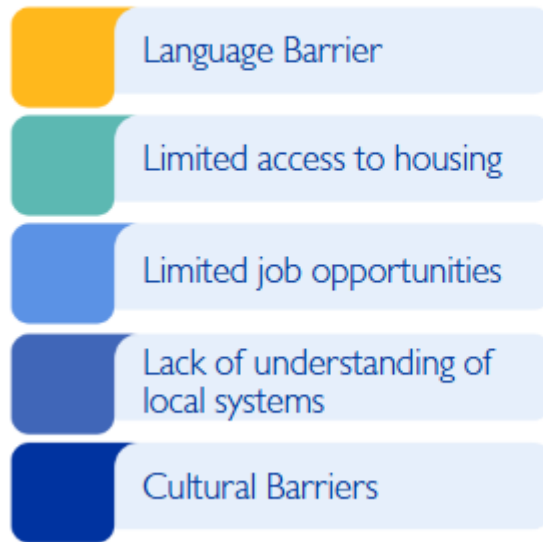 Language Barrier
Limited access to housing
Limited job opportunities
Lack of understanding of
local systems
Cultural Barriers